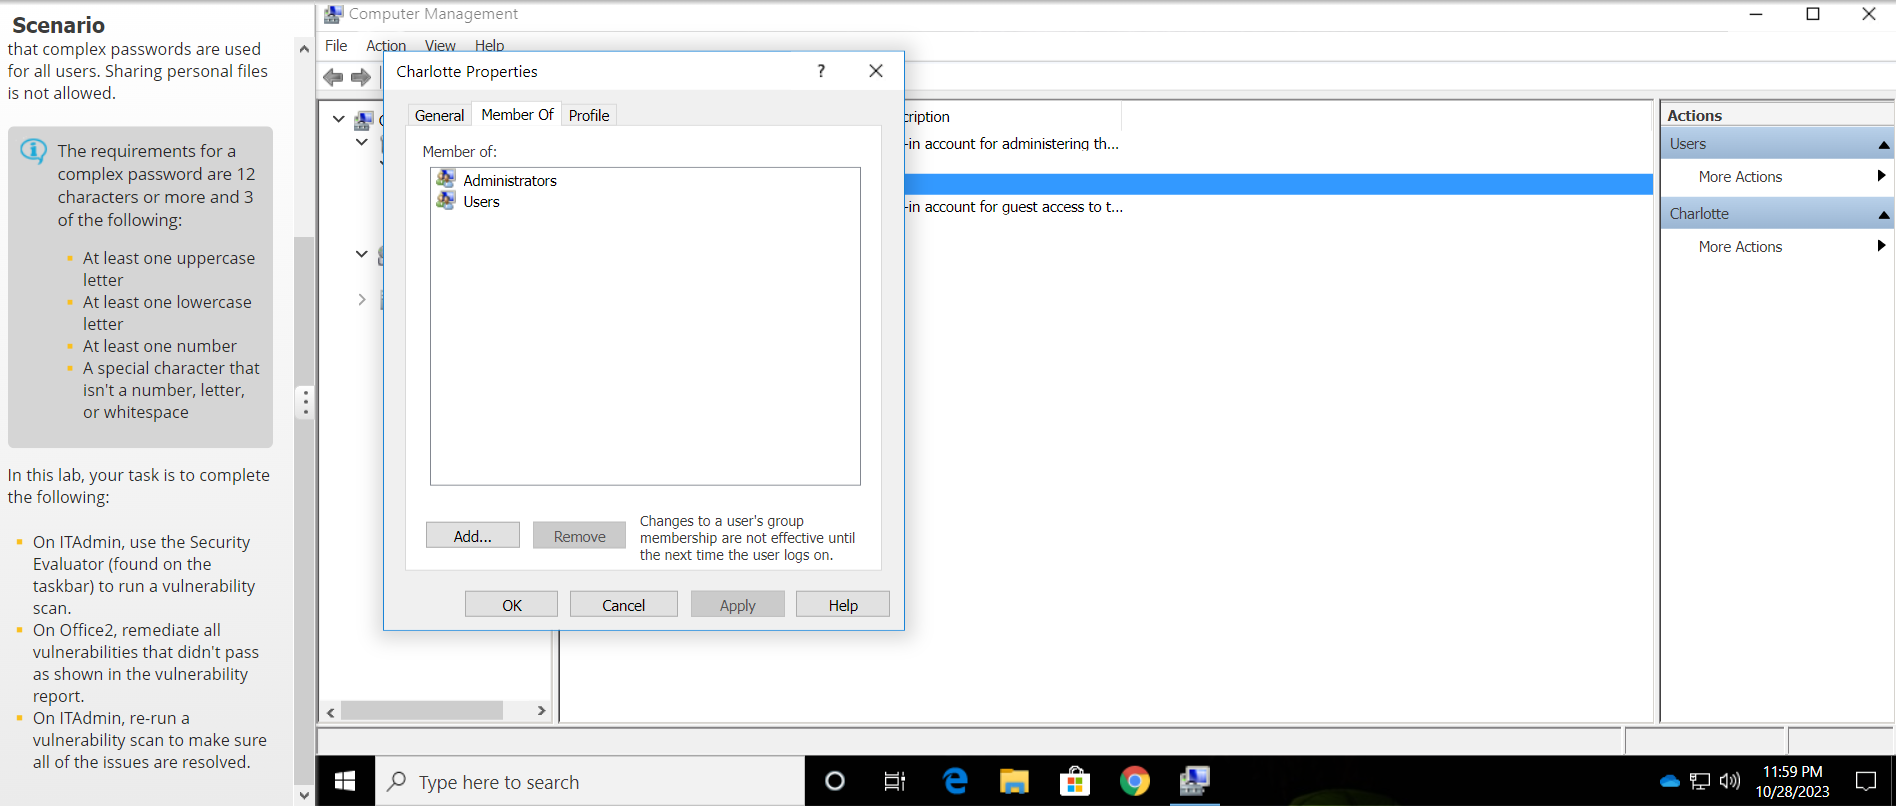 Scenario
that complex passwords are used
for all users. Sharing personal files
is not allowed.
The requirements for a
complex password are 12
characters or more and 3
of the following:
At least one uppercase
letter
At least one lowercase
letter
At least one number
A special character that
isn't a number, letter,
or whitespace
In this lab, your task is to complete
the following:
On ITAdmin, use the Security
Evaluator (found on the
taskbar) to run a vulnerability
scan.
On Office2, remediate all
vulnerabilities that didn't pass
as shown in the vulnerability
report.
On ITAdmin, re-run a
vulnerability scan to make sure
all of the issues are resolved.
Computer Management
File Action View Help
Charlotte Properties
?
General Member Of Profile
Member of:
Administrators
Users
Add... Remove
Changes to a user's group
membership are not effective until
the next time the user logs on.
OK Cancel Apply Help
cription
-in account for administering th...
-in account for guest access to t...
Actions
Users
More Actions
Charlotte
More Actions
Type here to search
11:59 PM
10/28/2023